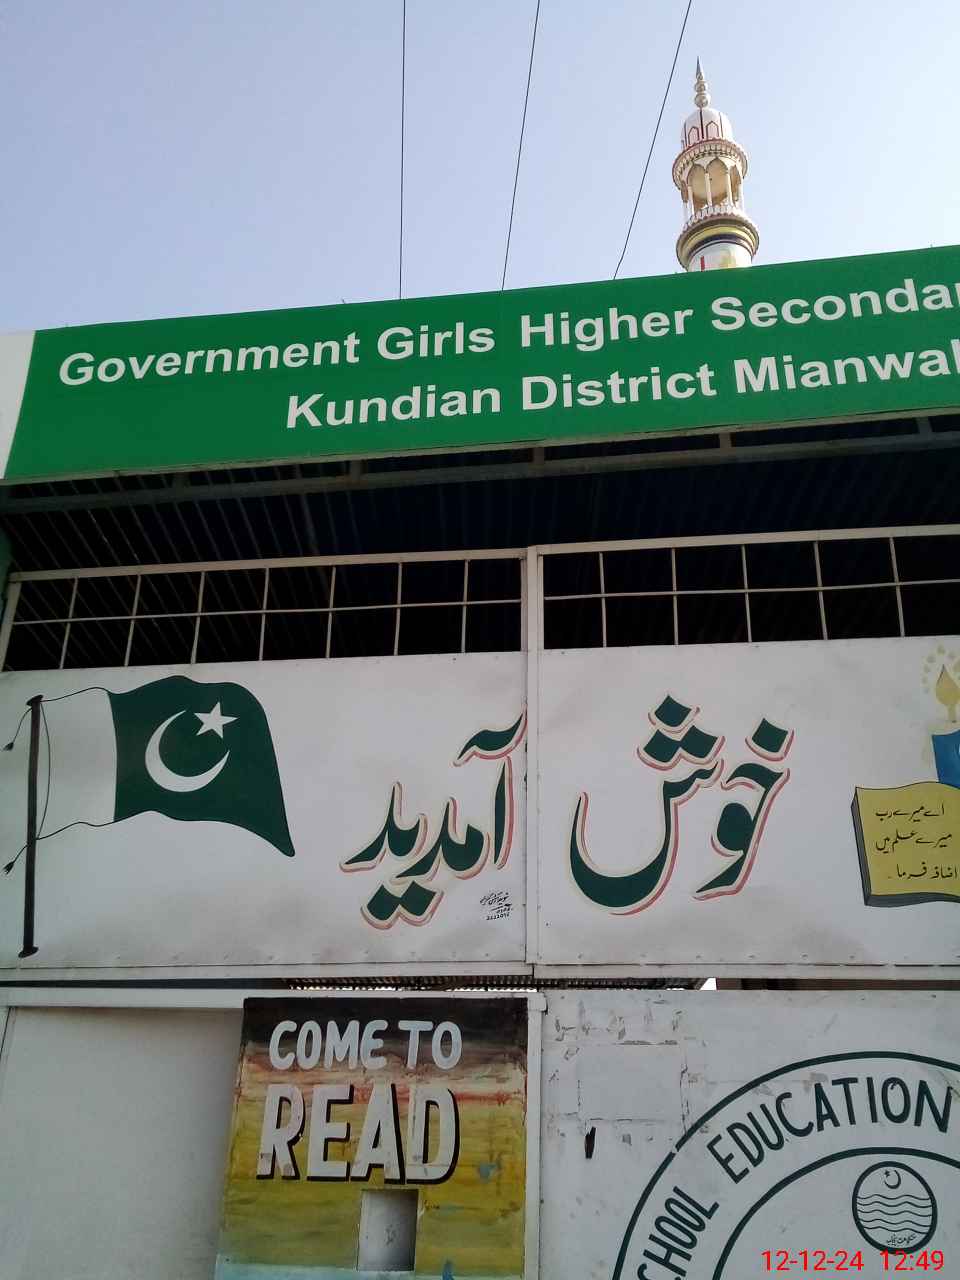 Government Girls Higher Secondar
Kundian District Mianwal
خوش آمدید
اے میرے رب
میرے علم میں
اضافہ فرما
COME TO
READ
CHOOL EDUCATION
12-12-24 12:49